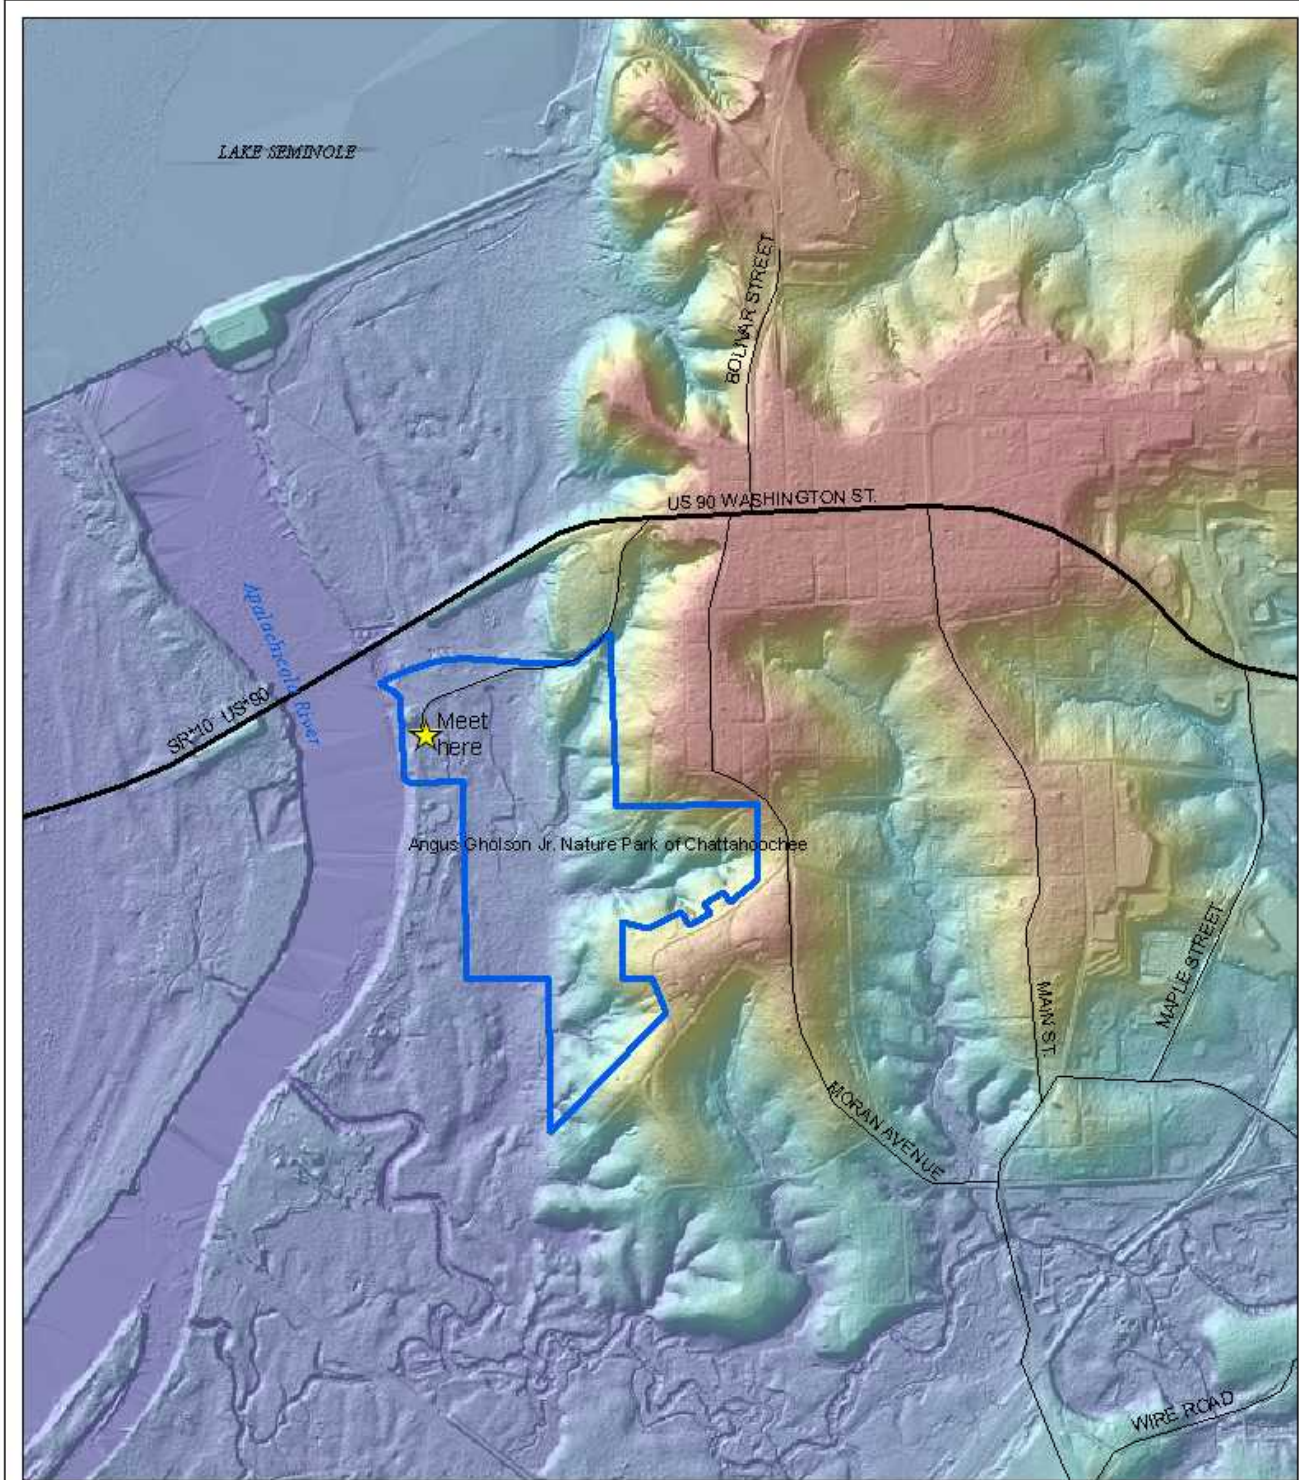 LAKE SEMINOLE
BOLIVAR STREET
US 90 WASHINGTON ST.
Apalachicola River
SR*10 US*90
Meet
here
Angus Gholson Jr. Nature Park of Chattahoochee
MAPLE STREET
MAIN ST.
MORAN AVENUE
WIRE ROAD